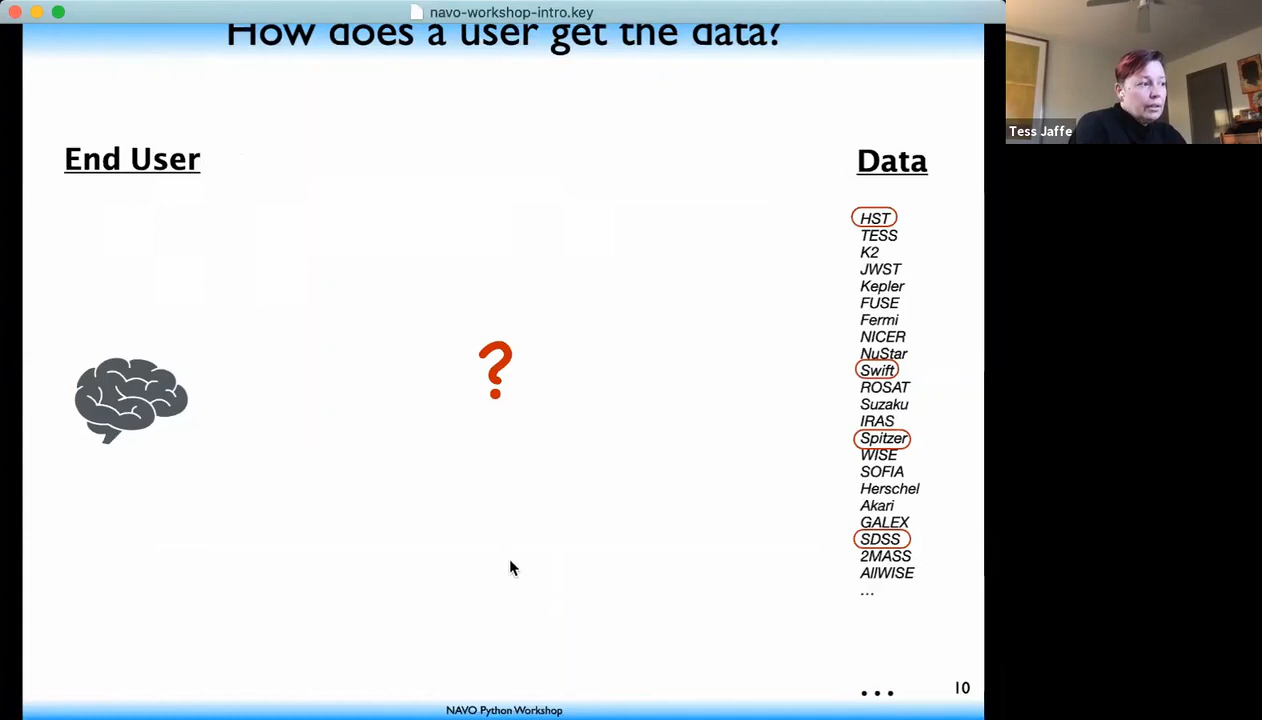 navo-workshop-intro.key
How does a user get the data?
Tess Jaffe
End User
Data
HST
TESS
K2
JWST
Kepler
FUSE
Fermi
NICER
NuStar
Swift
ROSAT
Suzaku
IRAS
Spitzer
WISE
SOFIA
Herschel
Akari
GALEX
SDSS
2MASS
AllWISE
...
?
...
10
NAVO Python Workshop